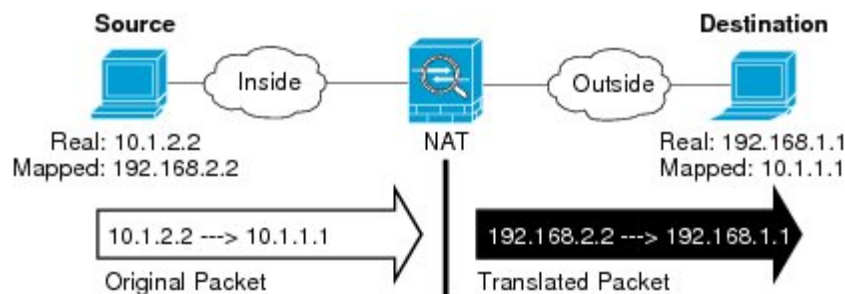 Source
Destination
Inside
Outside
NAT
Real: 10.1.2.2
Mapped: 192.168.2.2
Real: 192.168.1.1
Mapped: 10.1.1.1
10.1.2.2 ---> 10.1.1.1
192.168.2.2 ---> 192.168.1.1
Original Packet
Translated Packet